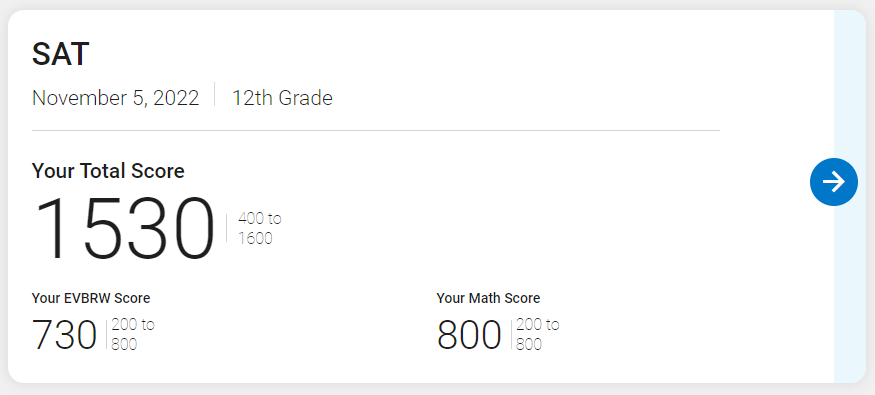 SAT
November 5, 2022 12th Grade
Your Total Score
1530 400 to
1600
Your EVBRW Score Your Math Score
730 200 to 800 200 to
800 800